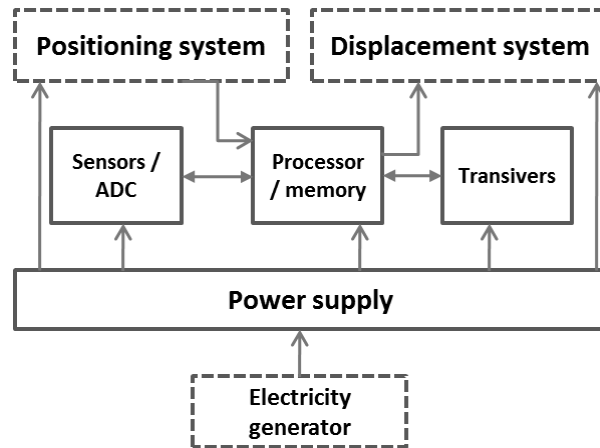 Positioning system
Displacement system
Sensors /
ADC
Processor
/ memory
Transivers
Power supply
Electricity
generator